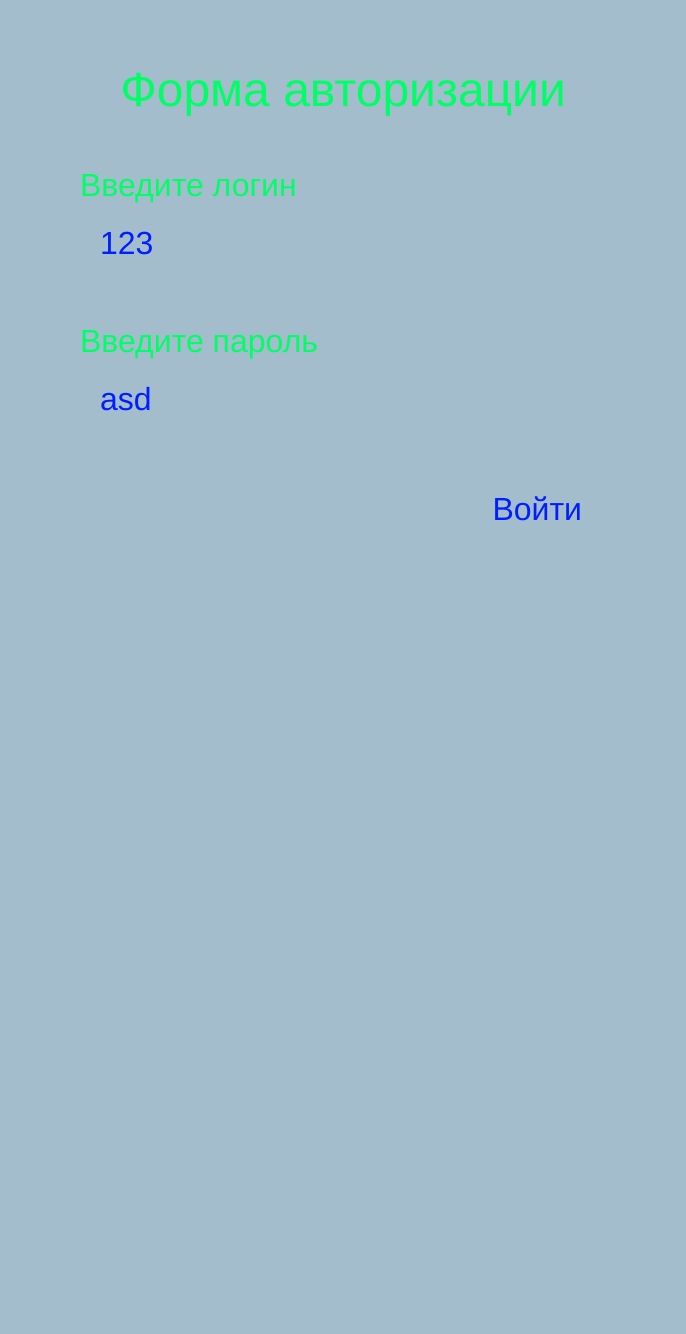 Форма авторизации
Введите логин
123
Введите пароль
asd
Войти